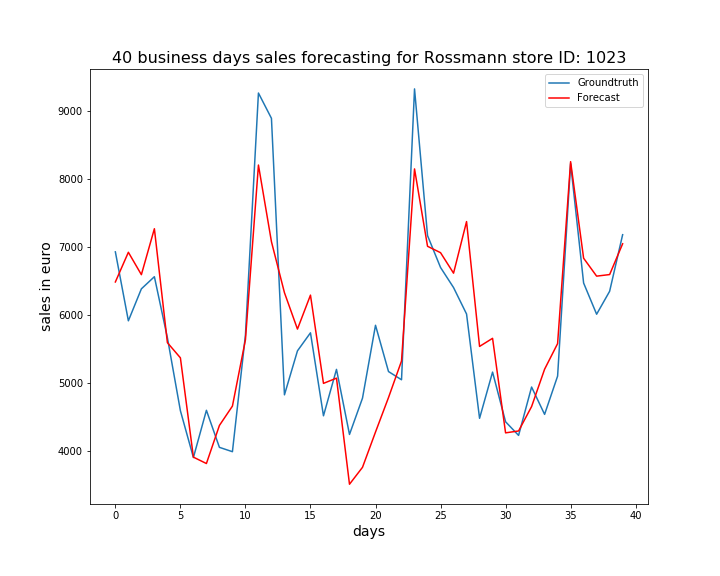 40 business days sales forecasting for Rossmann store ID: 1023
Groundtruth
Forecast
sales in euro
9000
8000
7000
6000
5000
4000
0 5 10 15 20 25 30 35 40
days